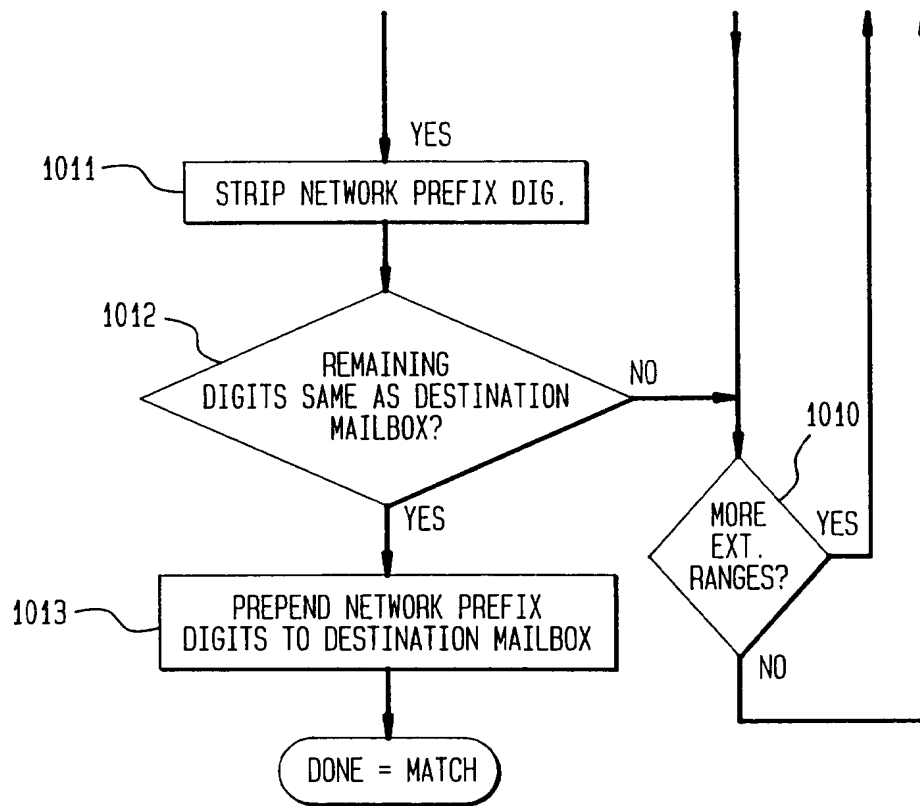 YES
1011
STRIP NETWORK PREFIX DIG.
1012
REMAINING
DIGITS SAME AS DESTINATION
MAILBOX?
NO
YES
1010
MORE
EXT.
RANGES?
YES
NO
1013
PREPEND NETWORK PREFIX
DIGITS TO DESTINATION MAILBOX
DONE = MATCH